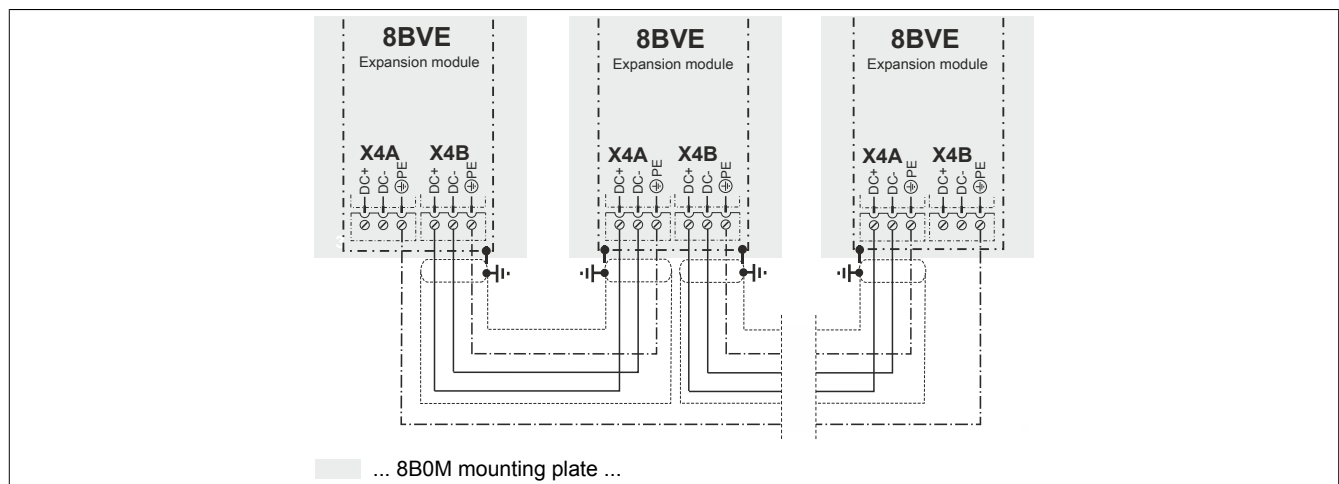 8BVE
Expansion module
X4A X4B
DC+ DC- PE DC+ DC- PE
8BVE
Expansion module
X4A X4B
DC+ DC- PE DC+ DC- PE
8BVE
Expansion module
X4A X4B
DC+ DC- PE DC+ DC- PE
... 8B0M mounting plate ...